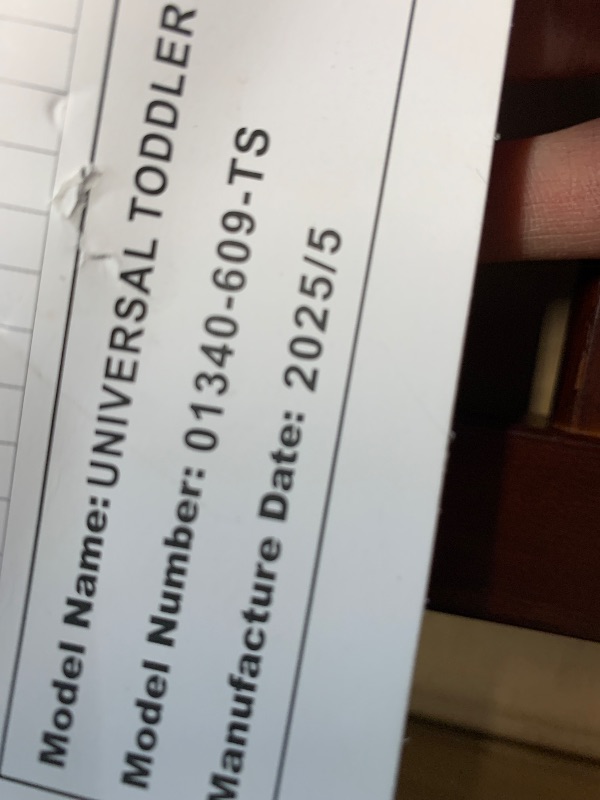 Model Name: UNIVERSAL TODDLER
Model Number: 01340-609-TS
Manufacture Date: 2025/5